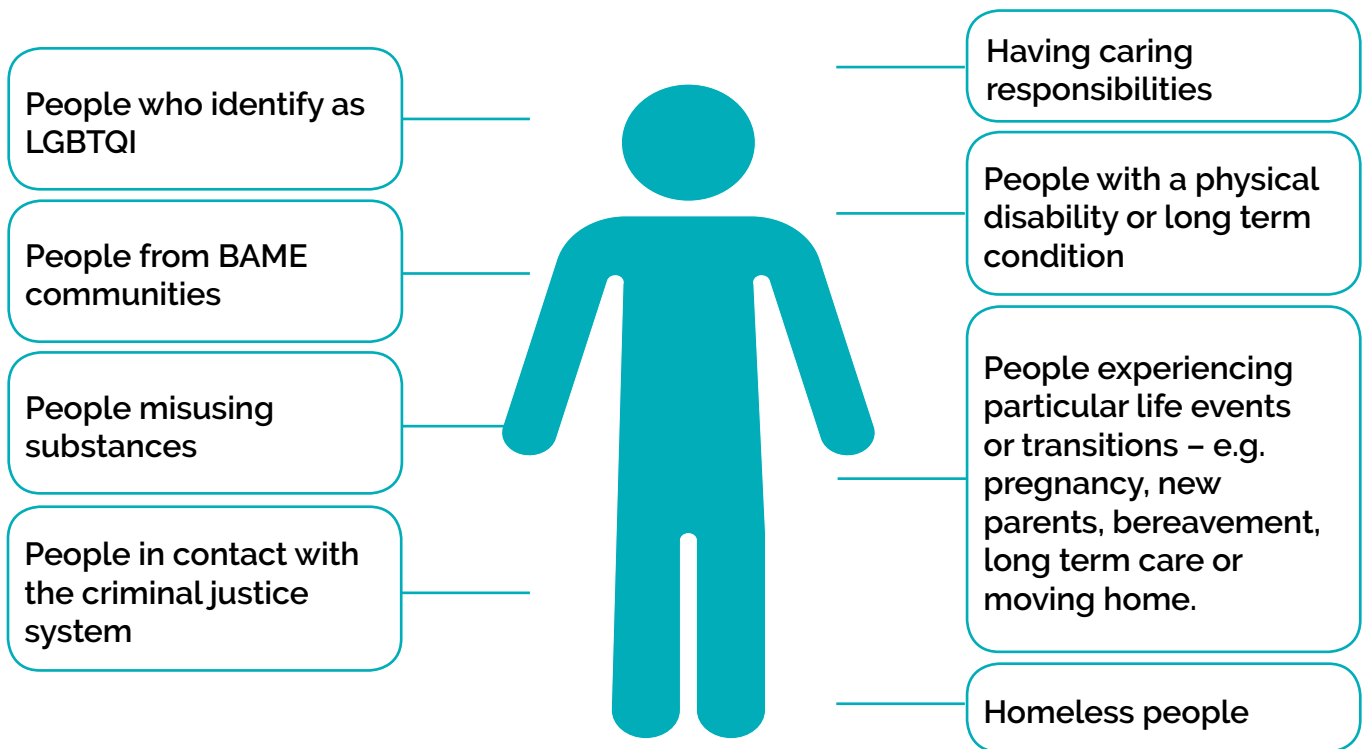 People who identify as
LGBTQI
People from BAME
communities
People misusing
substances
People in contact with
the criminal justice
system
Having caring
responsibilities
People with a physical
disability or long term
condition
People experiencing
particular life events
or transitions – e.g.
pregnancy, new
parents, bereavement,
long term care or
moving home.
Homeless people